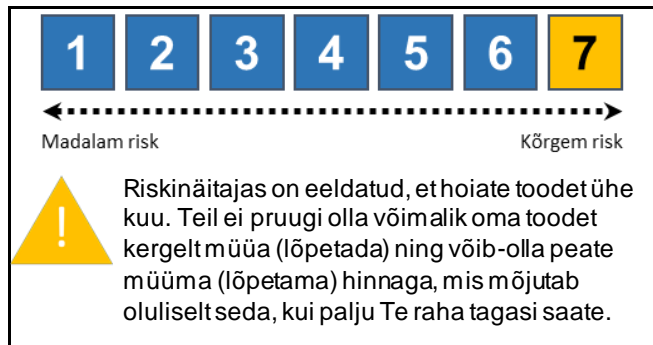 1 2 3 4 5 6 7
Madalam risk Kõrgem risk
!
Riskinäitajas on eeldatud, et hoiate toodet ühe
kuu. Teil ei pruugi olla võimalik oma toodet
kergelt müüa (lõpetada) ning võib-olla peate
müüma (lõpetama) hinnaga, mis mõjutab
oluliselt seda, kui palju Te raha tagasi saate.